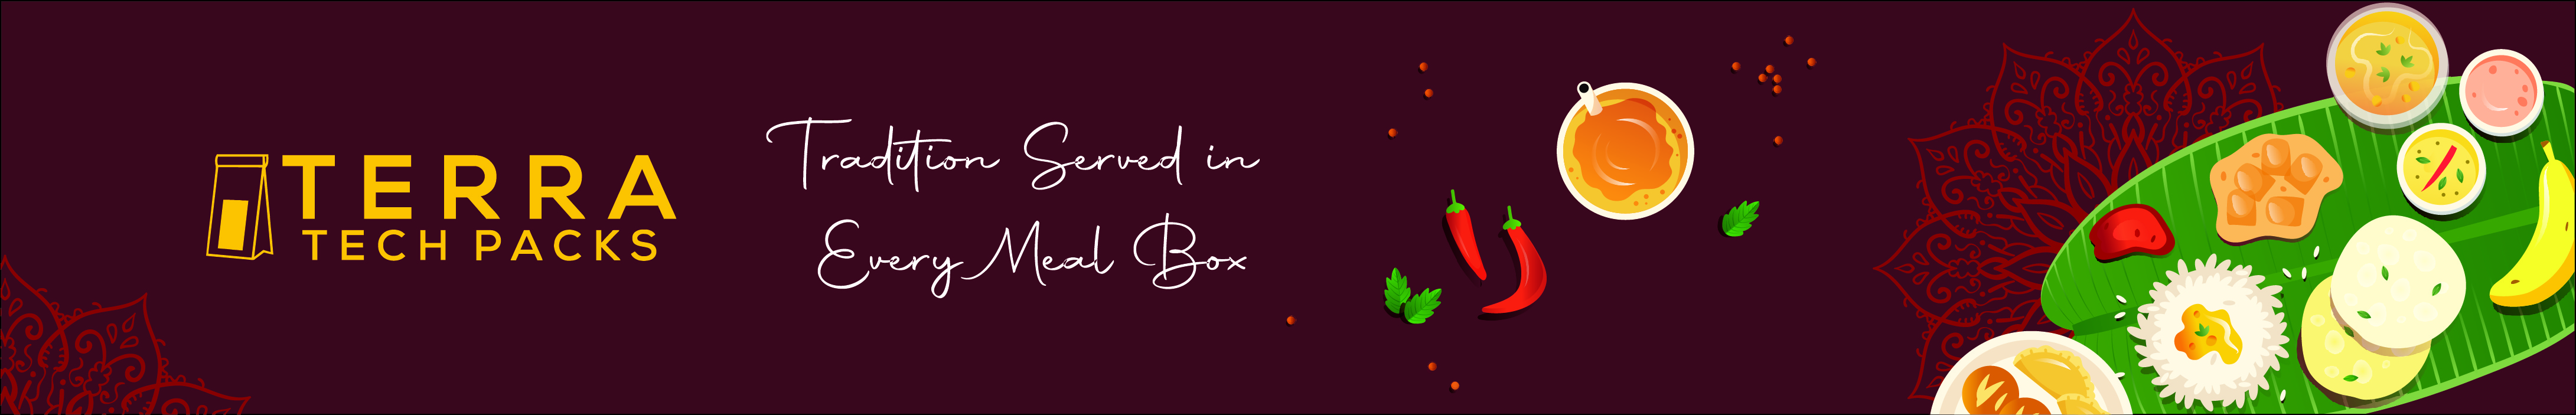 TERRA
TECH PACKS
Tradition Served in
Every Meal Box